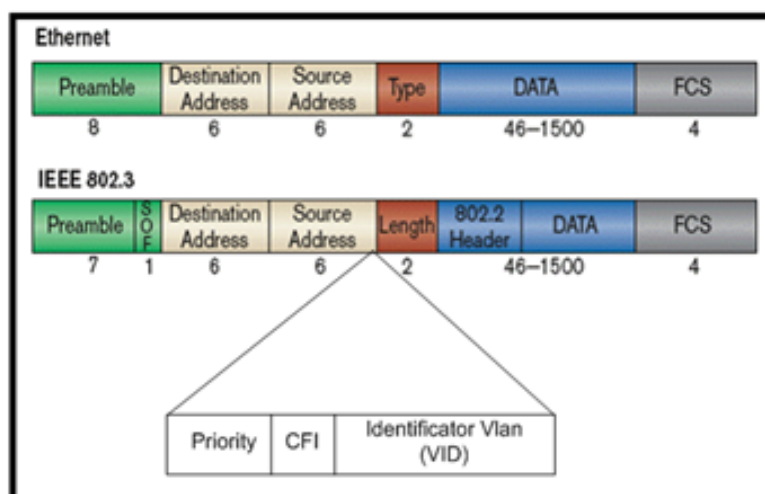 Ethernet
Preamble Destination Source Type DATA FCS
Address Address
8 6 6 2 46–1500 4
IEEE 802.3
Preamble SOF Destination Source Length 802.2 DATA FCS
Address Address Header
7 1 6 6 2 46–1500 4
Priority CFI Identificator Vlan
(VID)